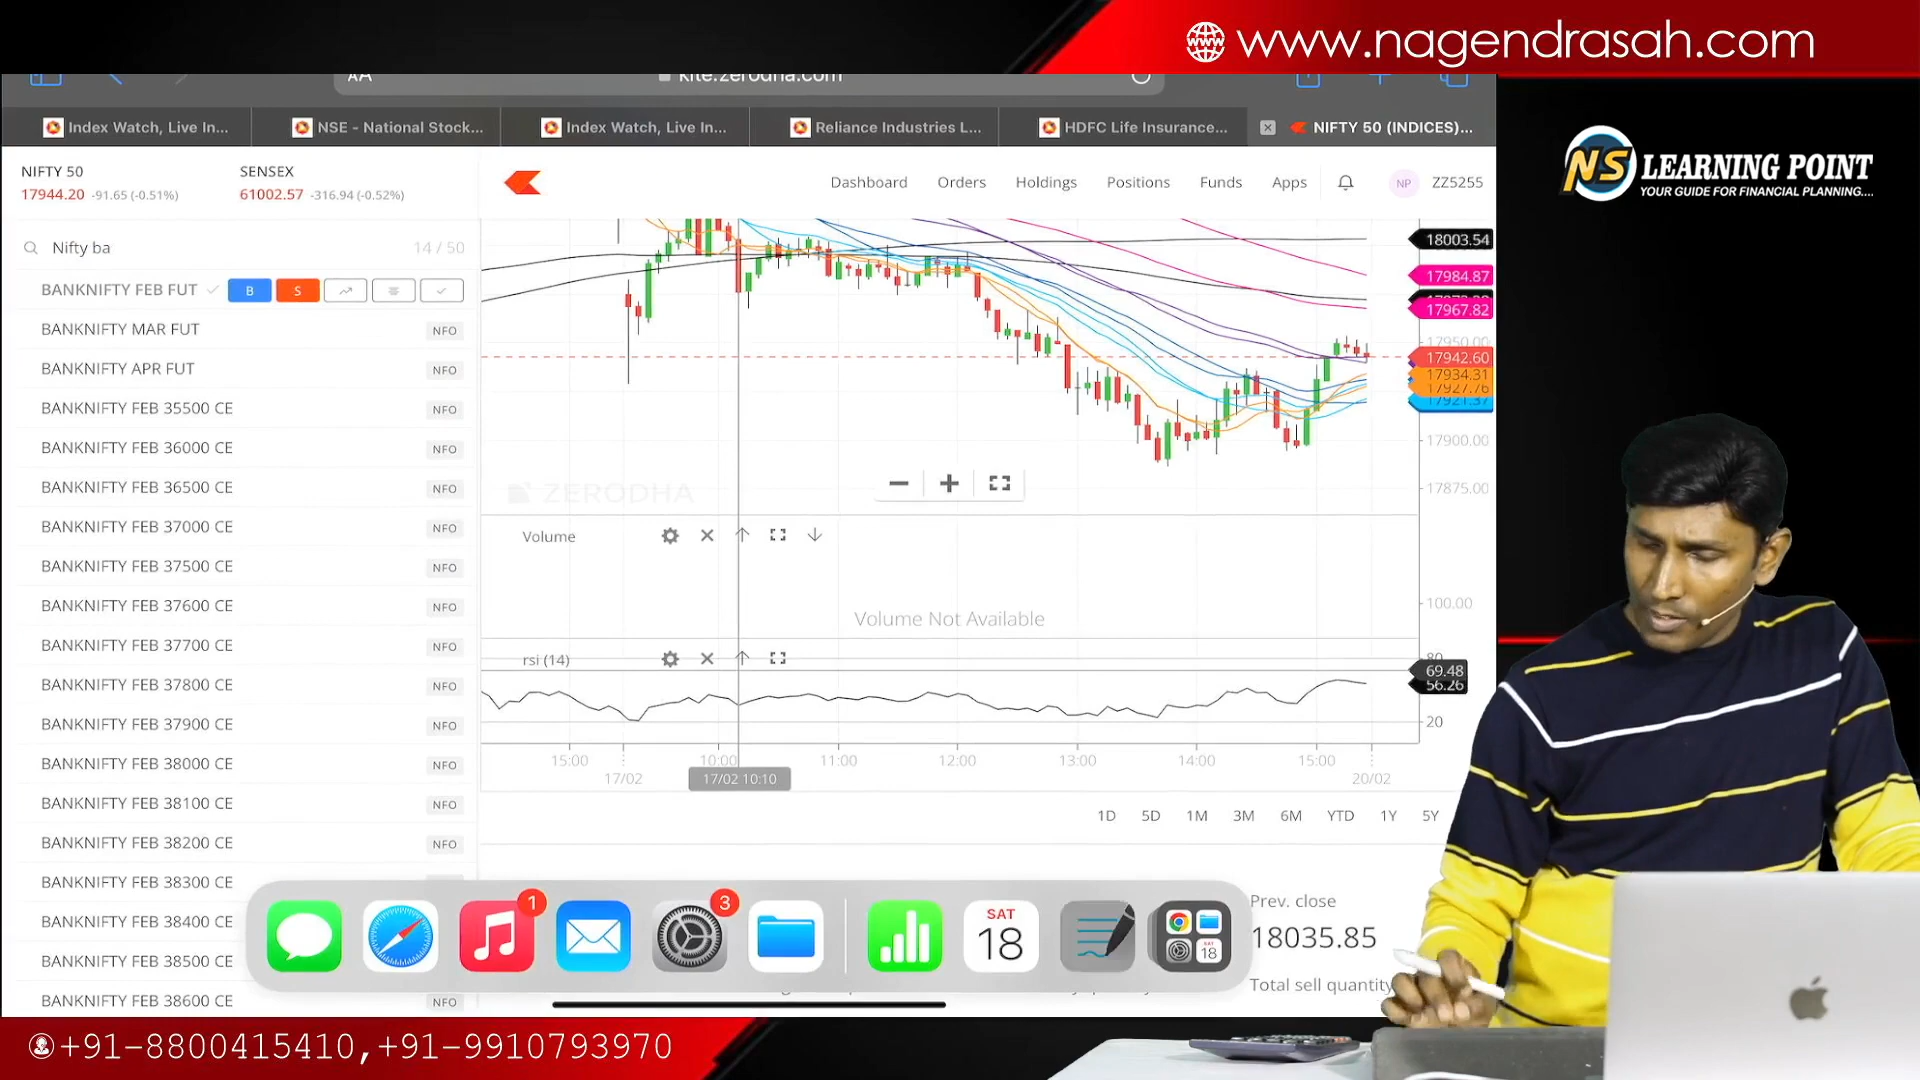 www.nagendrasah.com
AA
kite.zerodha.com
Index Watch, Live In...
NSE - National Stock...
Index Watch, Live In...
Reliance Industries L...
HDFC Life Insurance...
NIFTY 50 (INDICES)...
NS LEARNING POINT
YOUR GUIDE FOR FINANCIAL PLANNING....
NIFTY 50
17944.20 -91.65 (-0.51%)
SENSEX
61002.57 -316.94 (-0.52%)
Dashboard
Orders
Holdings
Positions
Funds
Apps
NP
ZZ5255
Nifty ba
14 / 50
BANKNIFTY FEB FUT
B
S
BANKNIFTY MAR FUT NFO
BANKNIFTY APR FUT NFO
BANKNIFTY FEB 35500 CE NFO
BANKNIFTY FEB 36000 CE NFO
BANKNIFTY FEB 36500 CE NFO
BANKNIFTY FEB 37000 CE NFO
BANKNIFTY FEB 37500 CE NFO
BANKNIFTY FEB 37600 CE NFO
BANKNIFTY FEB 37700 CE NFO
BANKNIFTY FEB 37800 CE NFO
BANKNIFTY FEB 37900 CE NFO
BANKNIFTY FEB 38000 CE NFO
BANKNIFTY FEB 38100 CE NFO
BANKNIFTY FEB 38200 CE NFO
BANKNIFTY FEB 38300 CE
BANKNIFTY FEB 38400 CE
BANKNIFTY FEB 38500 CE
BANKNIFTY FEB 38600 CE NFO
18003.54
17984.87
17967.82
17950.00
17942.60
17934.31
17927.76
17921.37
17900.00
17875.00
ZERODHA
Volume
100.00
Volume Not Available
rsi (14)
80
69.48
56.26
20
15:00
10:00
11:00
12:00
13:00
14:00
15:00
17/02
17/02 10:10
20/02
1D
5D
1M
3M
6M
YTD
1Y
5Y
1
3
SAT
18
SAT
18
Prev. close
18035.85
Total sell quantity
+91-8800415410,+91-9910793970